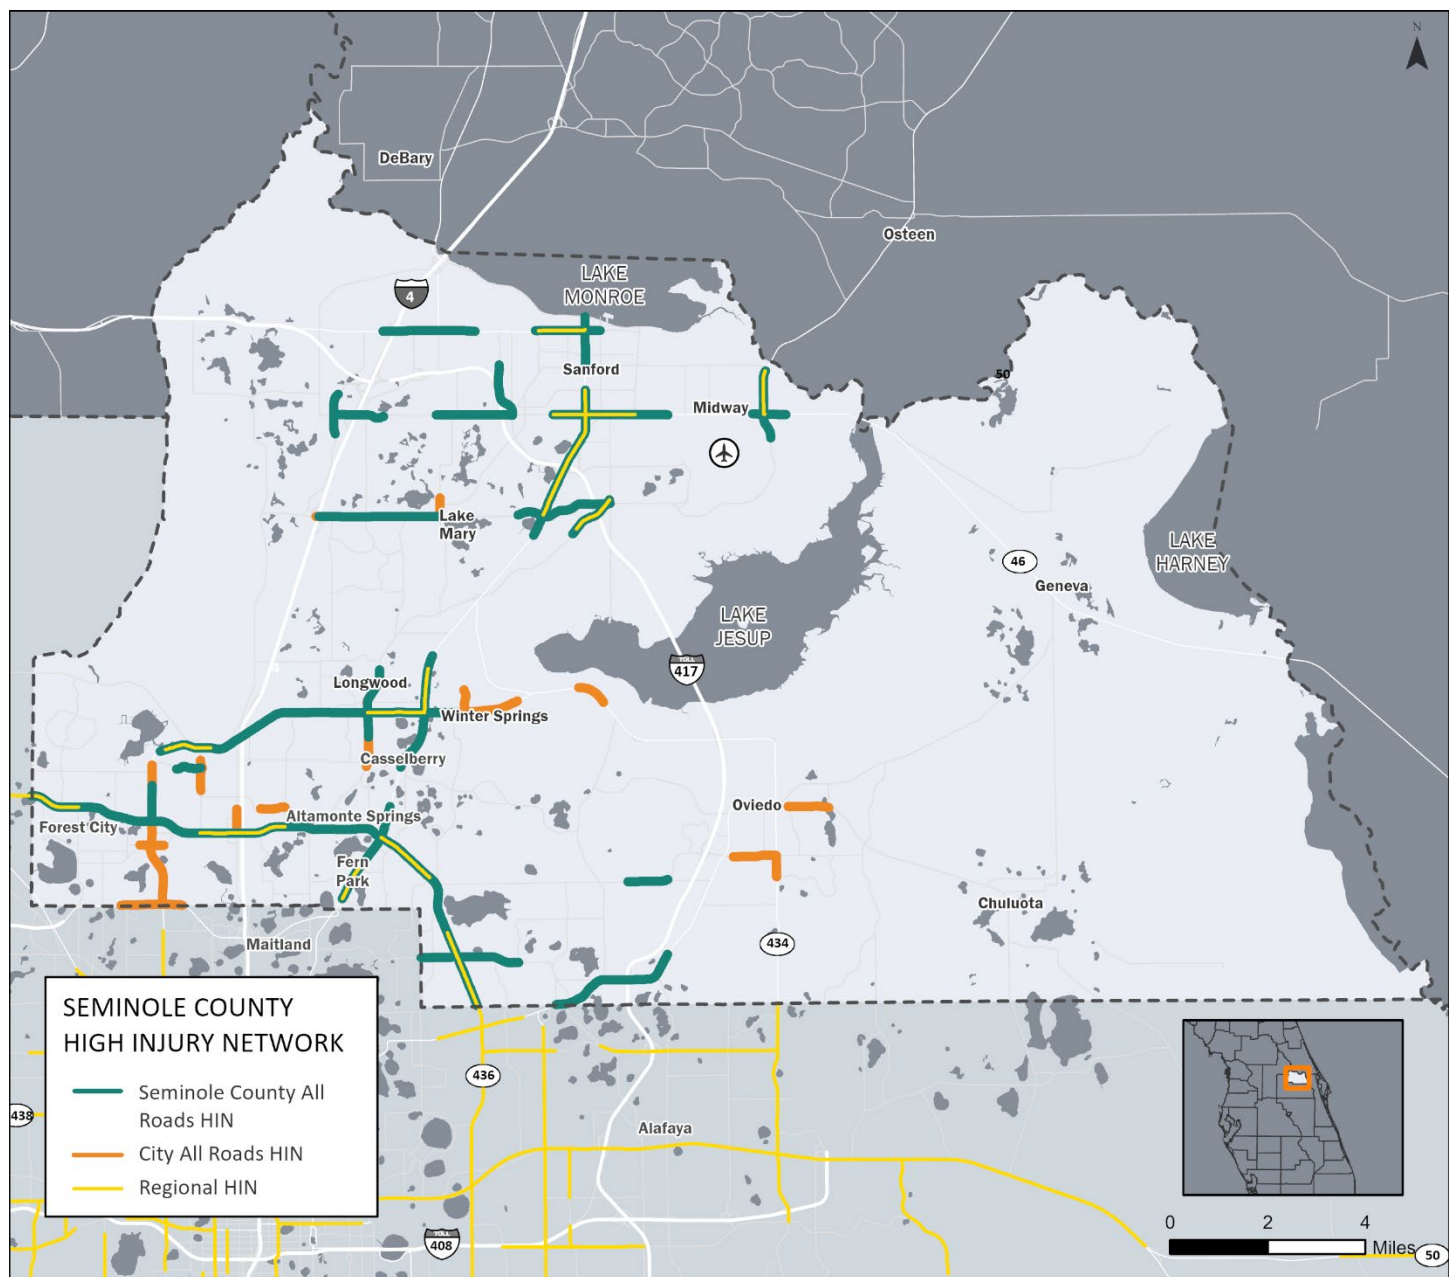 N
DeBary
Osteen
LAKE
MONROE
4
50
Sanford
Midway
Lake
Mary
LAKE
HARNEY
46
Geneva
LAKE
JESUP
TOLL
417
Longwood
Winter Springs
Casselberry
Oviedo
Altamonte Springs
Forest City
Fern
Park
Chuluota
Maitland
434
SEMINOLE COUNTY
HIGH INJURY NETWORK
Seminole County All
Roads HIN
City All Roads HIN
Regional HIN
436
438
Alafaya
TOLL
408
0 2 4
Miles
50